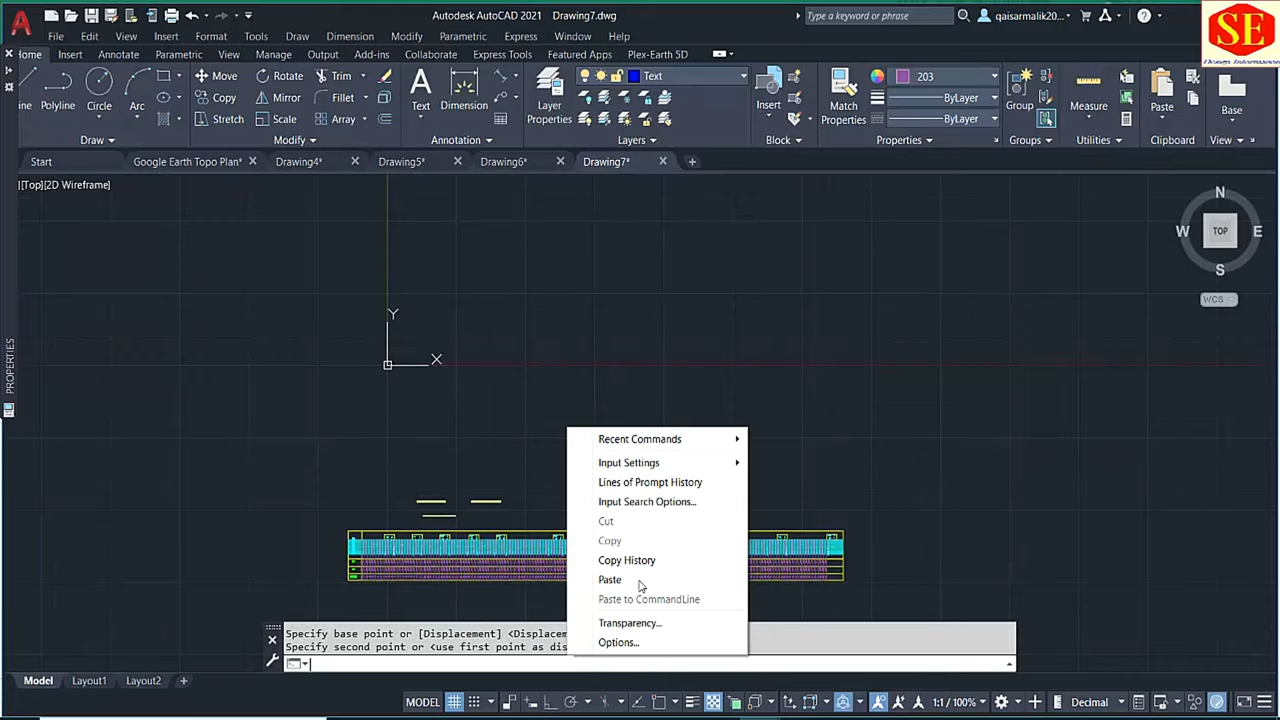 Autodesk AutoCAD 2021 Drawing7.dwg
Type a keyword or phrase
qaisarmalik20...
SE
File Edit View Insert Format Tools Draw Dimension Modify Parametric Express Window Help
Home Insert Annotate Parametric View Manage Output Add-ins Collaborate Express Tools Featured Apps Plex-Earth 5D
Polyline Circle Arc
Move Rotate Trim
Copy Mirror Fillet
Stretch Scale Array
Text Dimension
Layer Properties
Text
Insert
Match Properties
203
ByLayer
ByLayer
Group
Measure
Paste
Base
Draw Modify Annotation Layers Block Properties Groups Utilities Clipboard View
Start Google Earth Topo Plan* Drawing4* Drawing5* Drawing6* Drawing7*
][Top][2D Wireframe]
N
W TOP E
S
WCS
Y
X
PROPERTIES
Recent Commands
Input Settings
Lines of Prompt History
Input Search Options...
Cut
Copy
Copy History
Paste
Paste to CommandLine
Transparency...
Options...
Specify base point or [Displacement] <Displacem
Specify second point or <use first point as dis
Model Layout1 Layout2
MODEL 1:1 / 100% Decimal